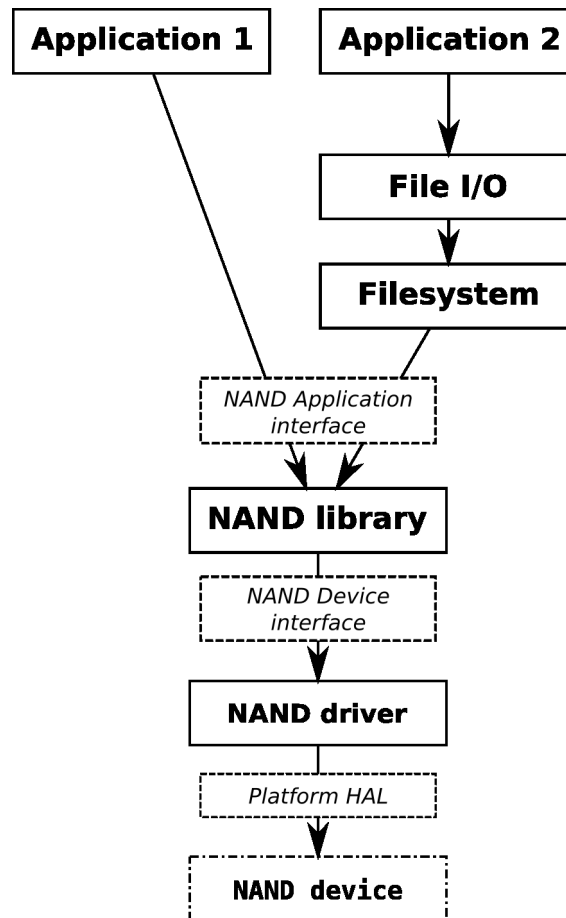 Application 1
Application 2
File I/O
Filesystem
NAND Application
interface
NAND library
NAND Device
interface
NAND driver
Platform HAL
NAND device